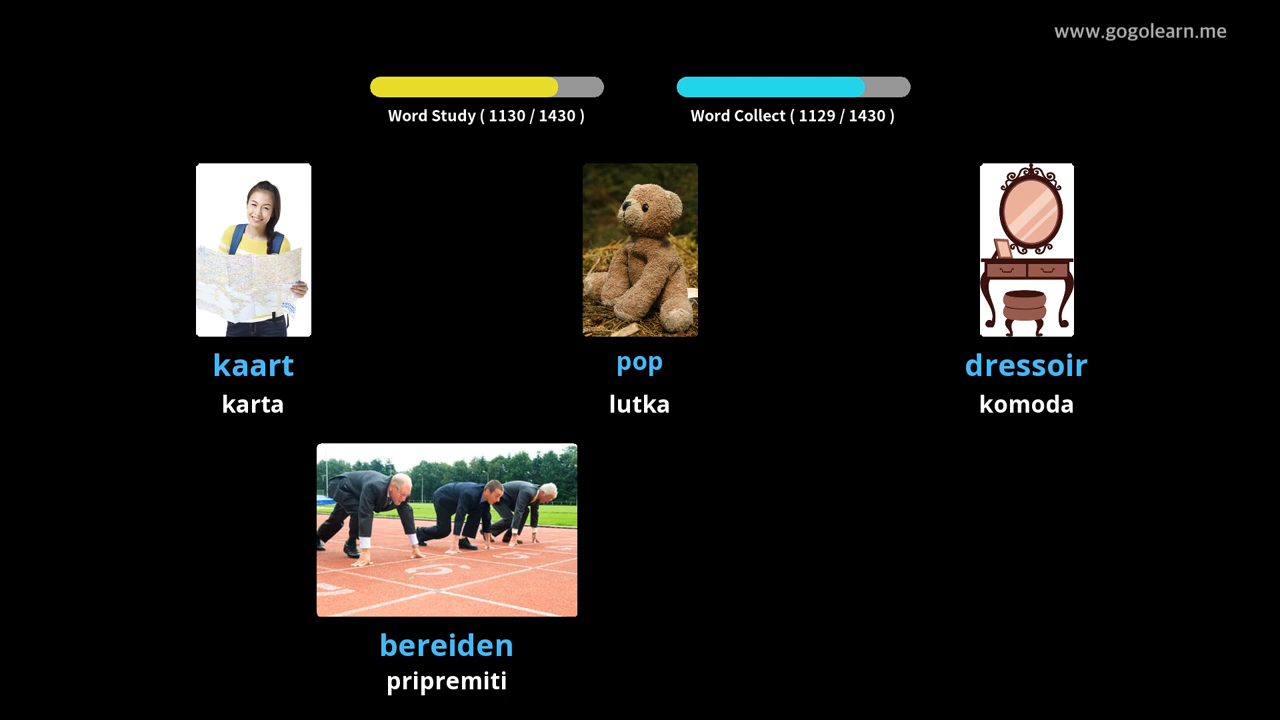 www.gogolearn.me
Word Study ( 1130 / 1430 )
Word Collect ( 1129 / 1430 )
kaart
karta
pop
lutka
dressoir
komoda
bereiden
pripremiti